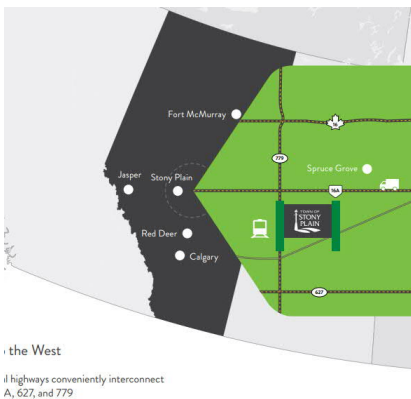 Fort McMurray
16
779
Spruce Grove
Jasper
Stony Plain
16A
TOWN OF
STONY
PLAIN
Red Deer
Calgary
627
the West
highways conveniently interconnect
A, 627, and 779